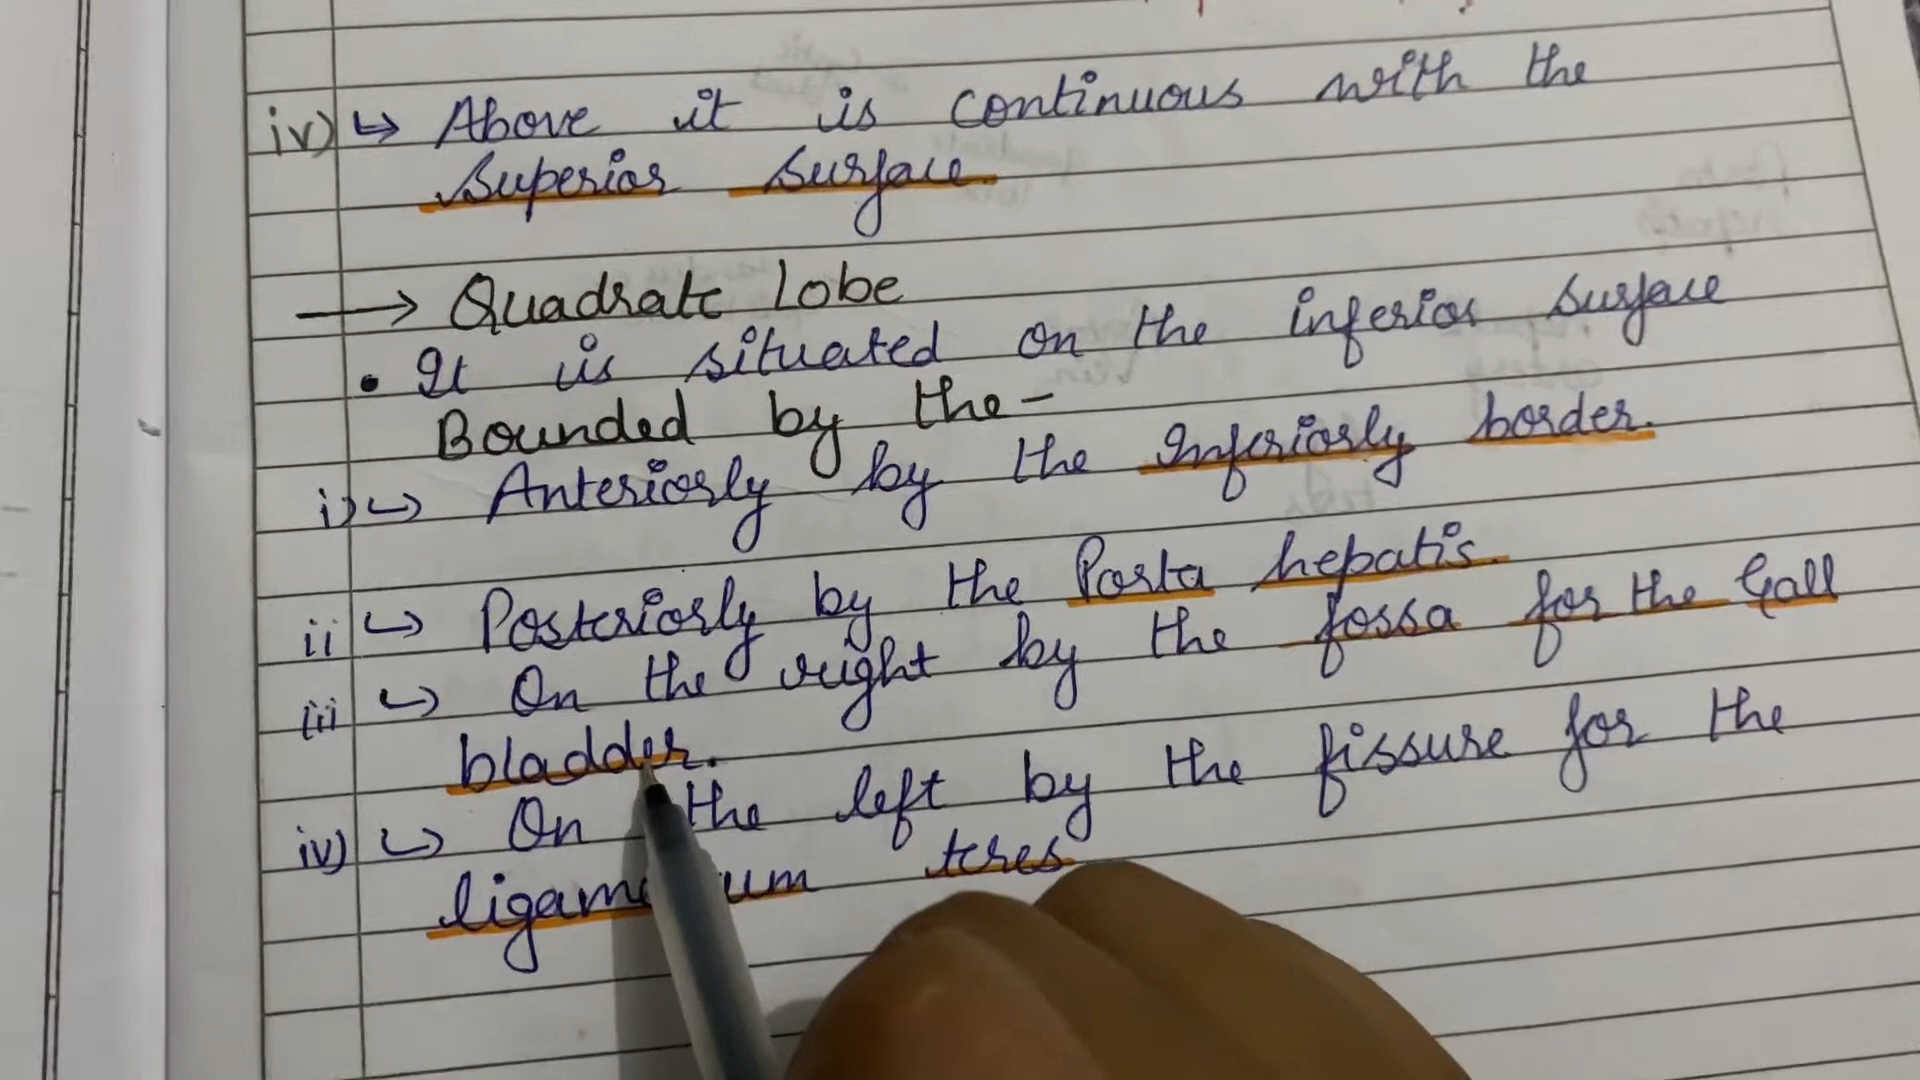 iv) ↳ Above it is continuous with the
Superior Surface.
→ Quadrate lobe
• It is situated on the inferior surface
Bounded by the -
i) ↳ Anteriorly by the Inferiorly border.
ii ↳ Posteriorly by the Porta hepatis.
iii ↳ On the right by the fossa for the Gall
bladder.
iv) ↳ On the left by the fissure for the
teres